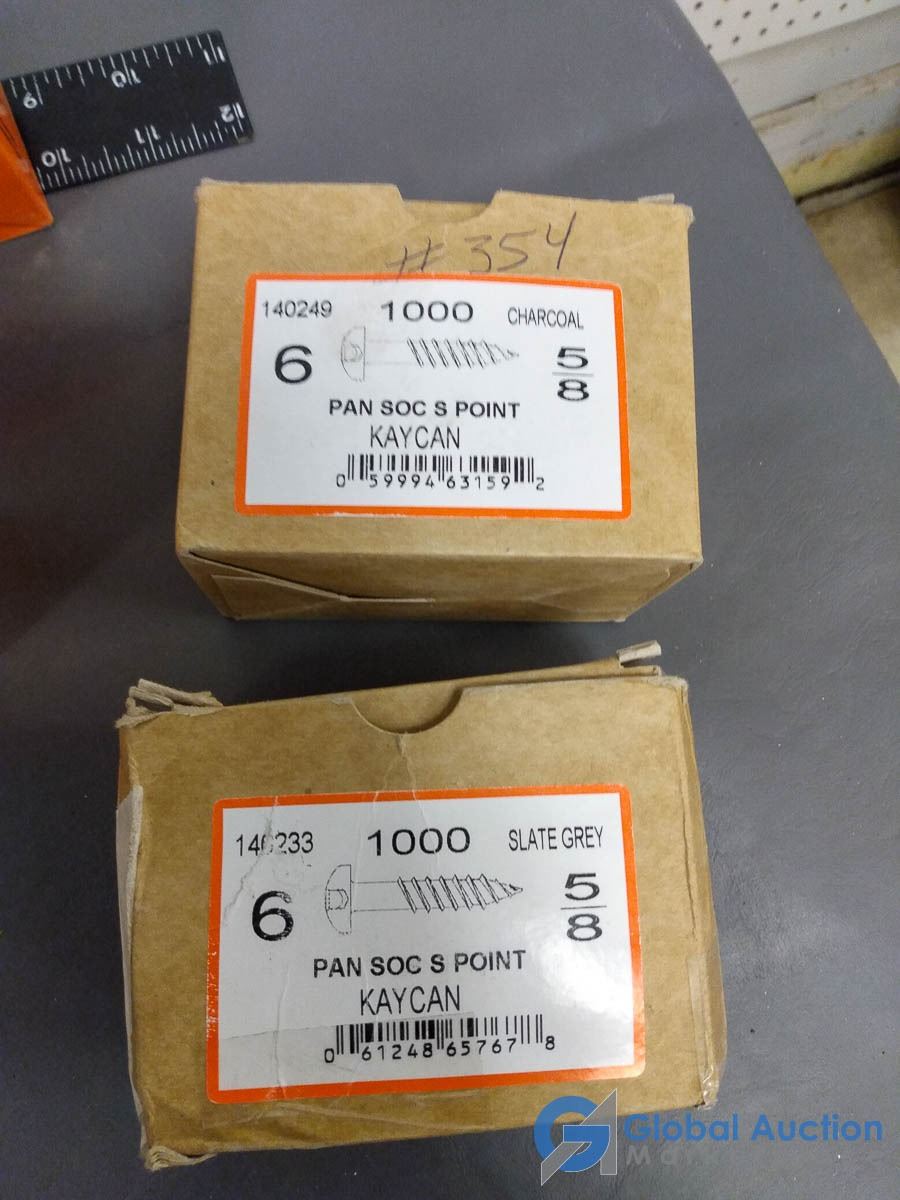 9 10 11
10 11 12
# 354
140249 1000 CHARCOAL
6 5/8
PAN SOC S POINT
KAYCAN
0 59994 63159 2
140233 1000 SLATE GREY
6 5/8
PAN SOC S POINT
KAYCAN
0 61248 65767 8
Global Auction